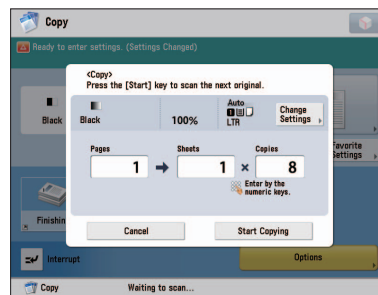 Copy
Ready to enter settings. (Settings Changed)
<Copy>
Press the [Start] key to scan the next original.
Black
Black
100%
Auto
LTR
Change
Settings
Favorite
Settings
Pages
Sheets
Copies
1
1
×
8
Enter by the
numeric keys.
Finishin
Cancel
Start Copying
Interrupt
Options
Copy
Waiting to scan...